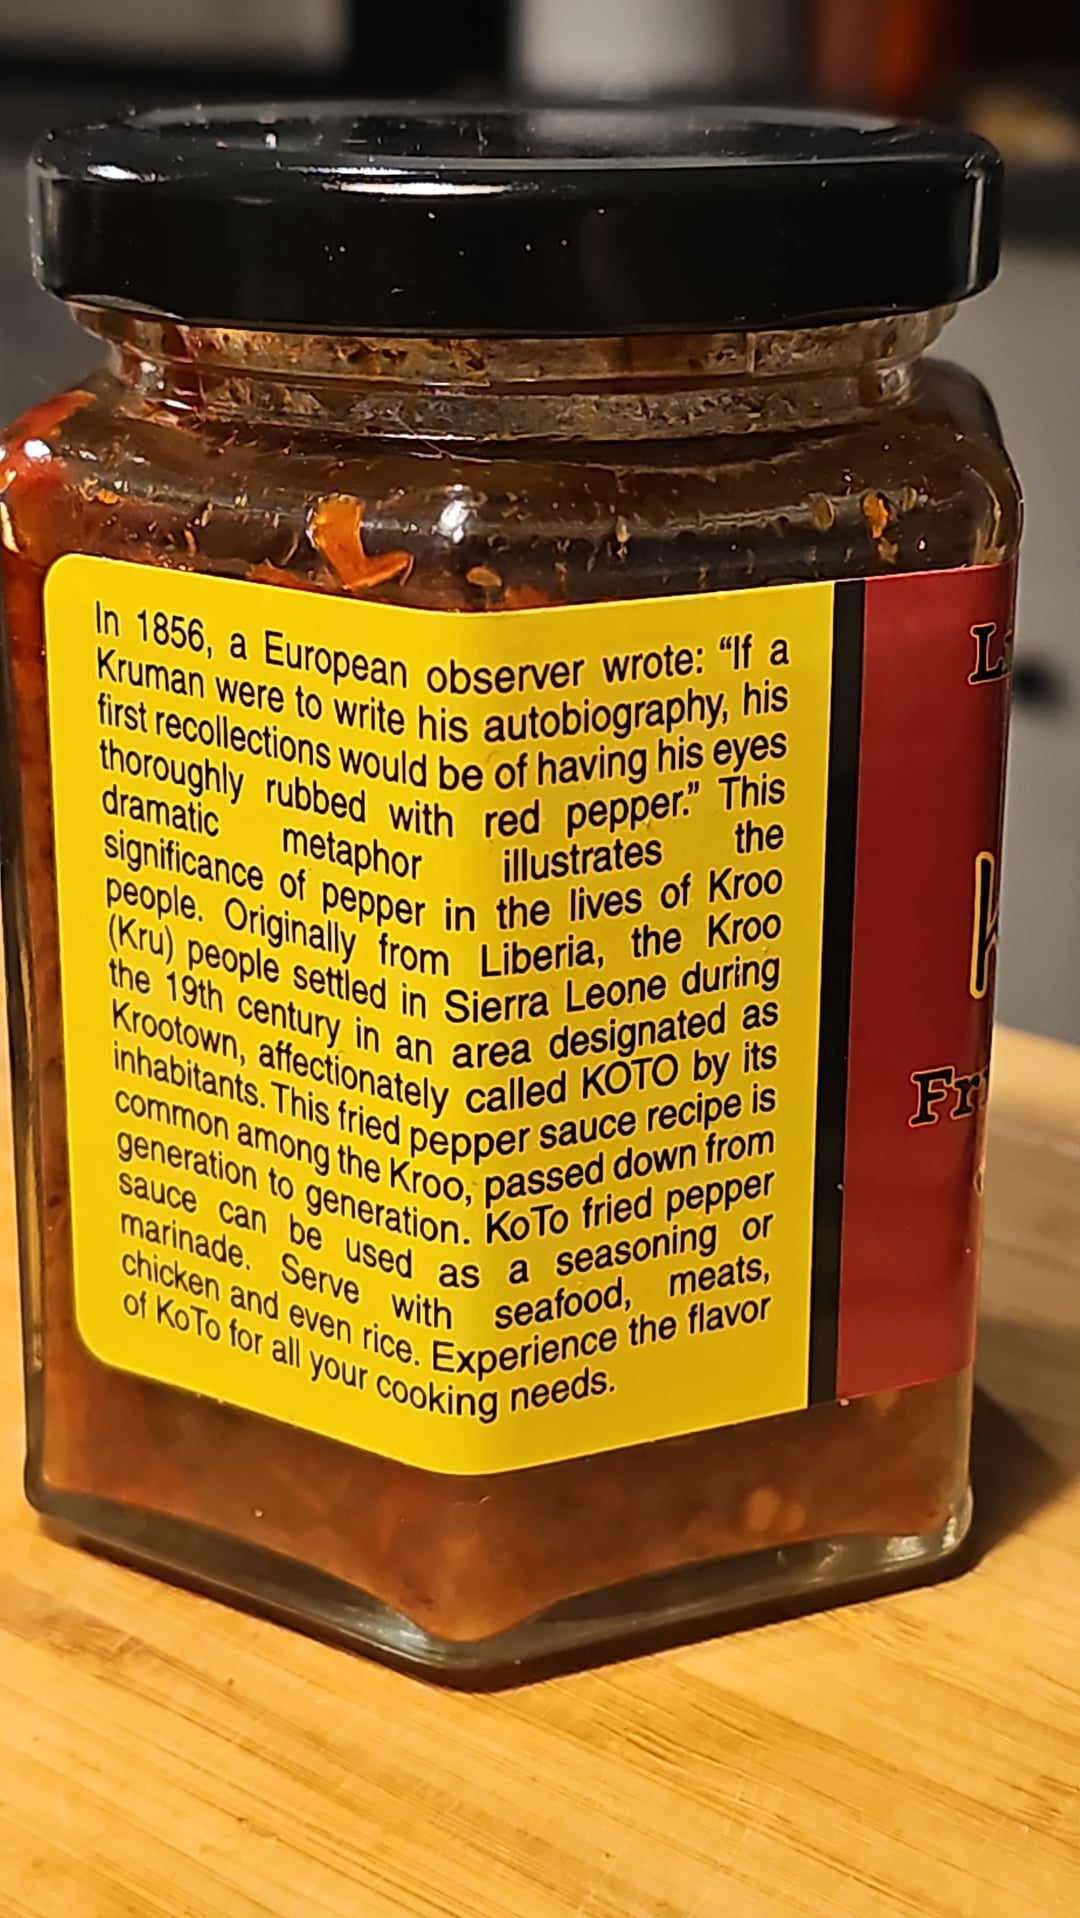 In 1856, a European observer wrote: “If a
Kruman were to write his autobiography, his
first recollections would be of having his eyes
thoroughly rubbed with red pepper.” This
dramatic metaphor illustrates the
significance of pepper in the lives of Kroo
people. Originally from Liberia, the Kroo
(Kru) people settled in Sierra Leone during
the 19th century in an area designated as
Krootown, affectionately called KOTO by its
inhabitants. This fried pepper sauce recipe is
common among the Kroo, passed down from
generation to generation. KoTo fried pepper
sauce can be used as a seasoning or
marinade. Serve with seafood, meats,
chicken and even rice. Experience the flavor
of KoTo for all your cooking needs.